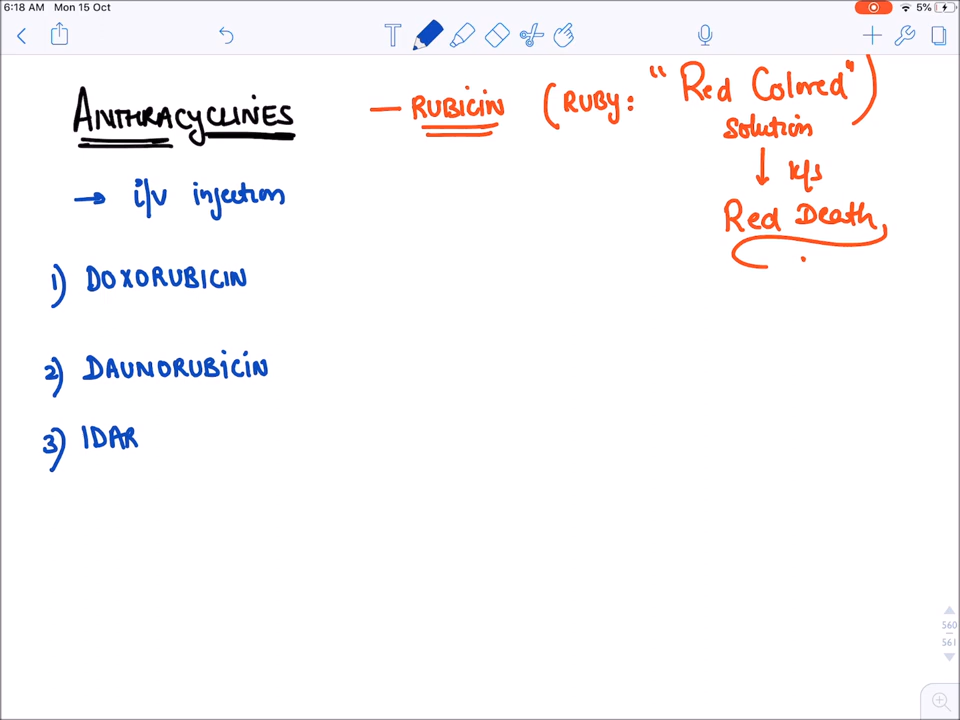 6:18 AM Mon 15 Oct
5%
T
ANTHRACYCLINES — RUBICIN (RUBY: "Red Colored")
Solution
↓ k/s
Red Death
→ i/v injection
1) DOXORUBICIN
2) DAUNORUBICIN
3) IDAR
560
561